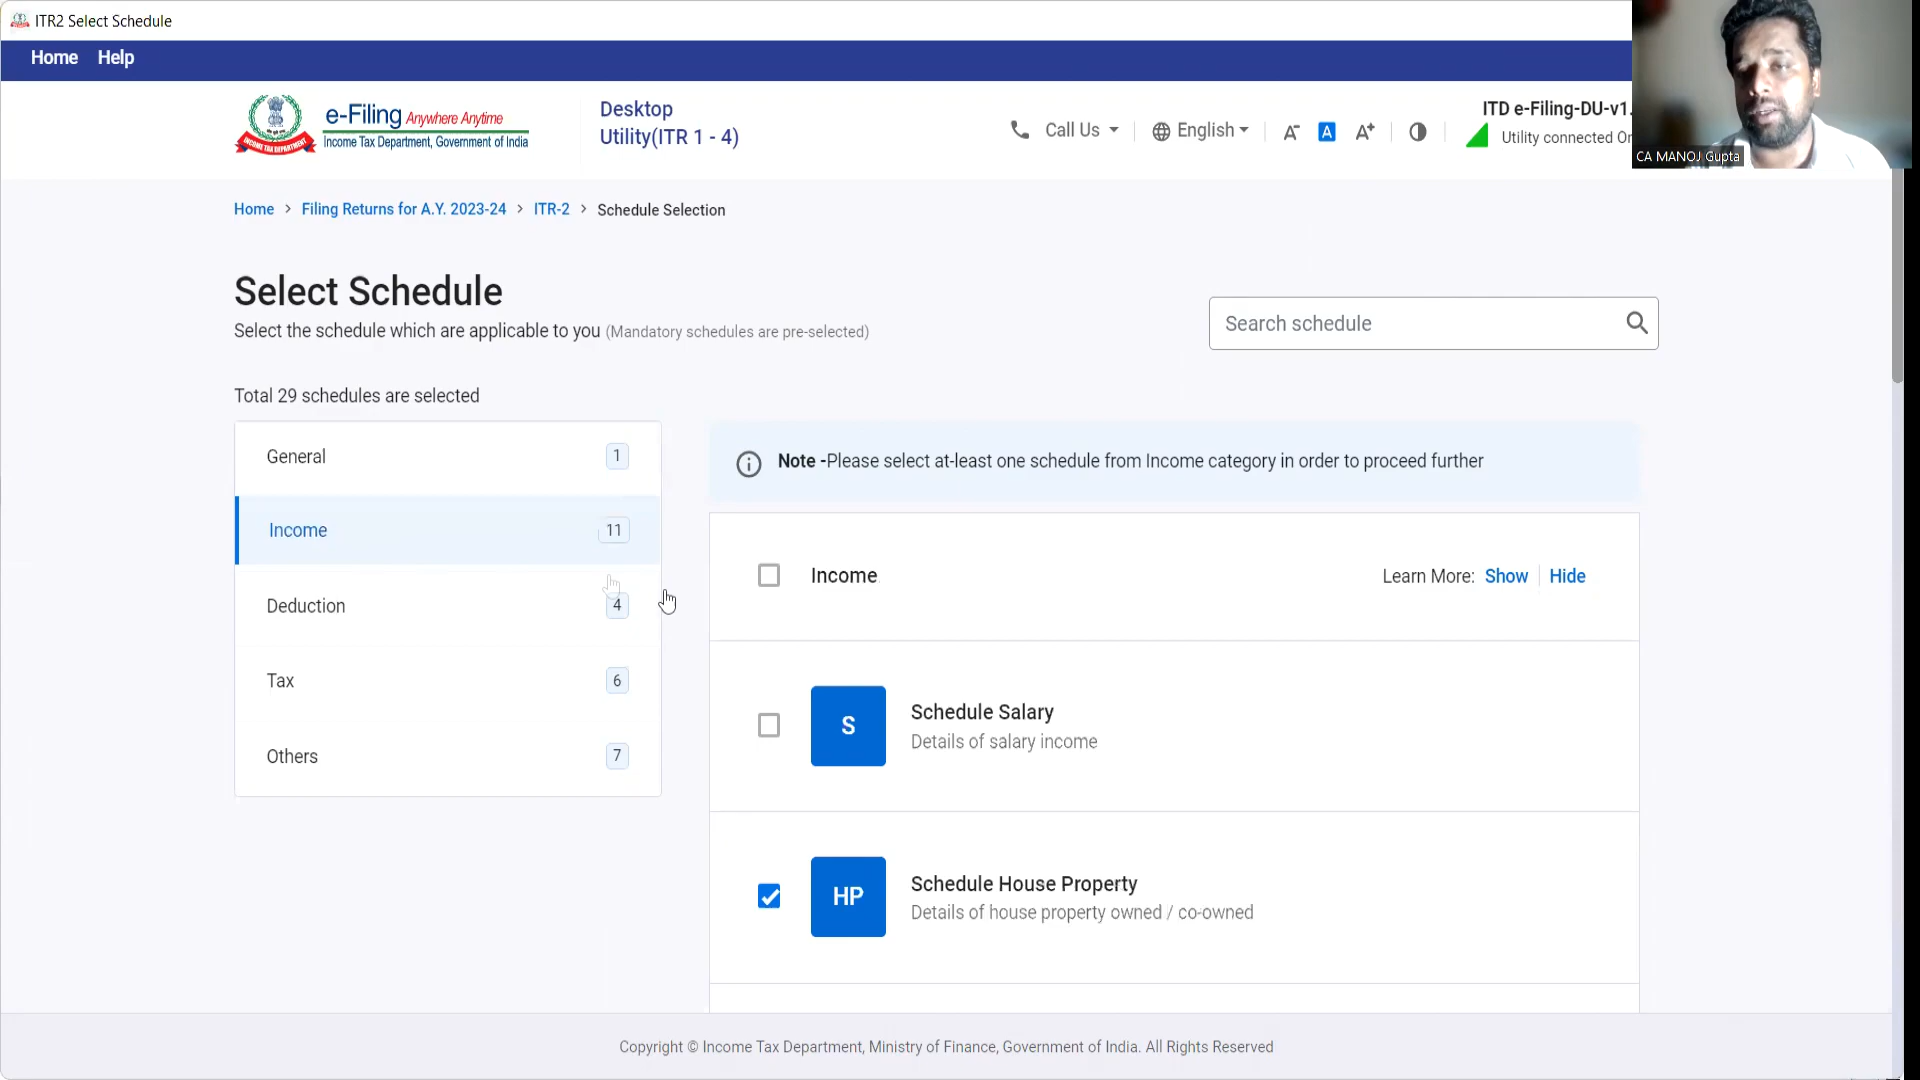 ITR2 Select Schedule
Home Help
e-Filing Anywhere Anytime
Income Tax Department, Government of India
INCOME TAX DEPARTMENT
Desktop
Utility(ITR 1 - 4)
Call Us
English
A-
A
A+
ITD e-Filing-DU-v1.
Utility connected
CA MANOJ Gupta
Home > Filing Returns for A.Y. 2023-24 > ITR-2 > Schedule Selection
Select Schedule
Select the schedule which are applicable to you (Mandatory schedules are pre-selected)
Search schedule
Total 29 schedules are selected
General 1
Income 11
Deduction 4
Tax 6
Others 7
Note -Please select at-least one schedule from Income category in order to proceed further
Income
Learn More: Show Hide
S
Schedule Salary
Details of salary income
HP
Schedule House Property
Details of house property owned / co-owned
Copyright © Income Tax Department, Ministry of Finance, Government of India. All Rights Reserved